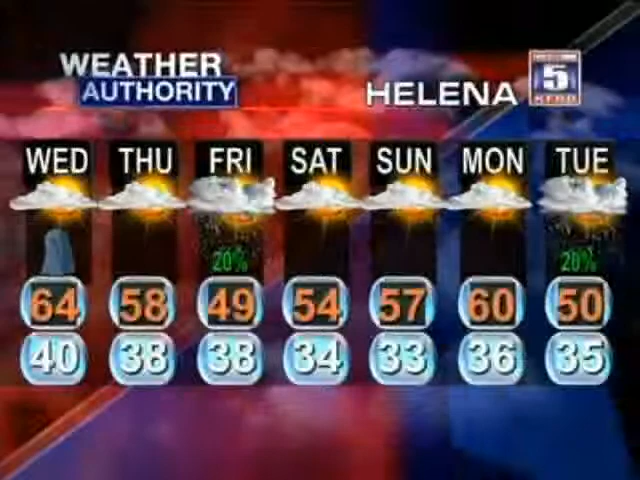 WEATHER
AUTHORITY
HELENA 5
WED THU FRI SAT SUN MON TUE
20% 20%
64 58 49 54 57 60 50
40 38 38 34 33 36 35